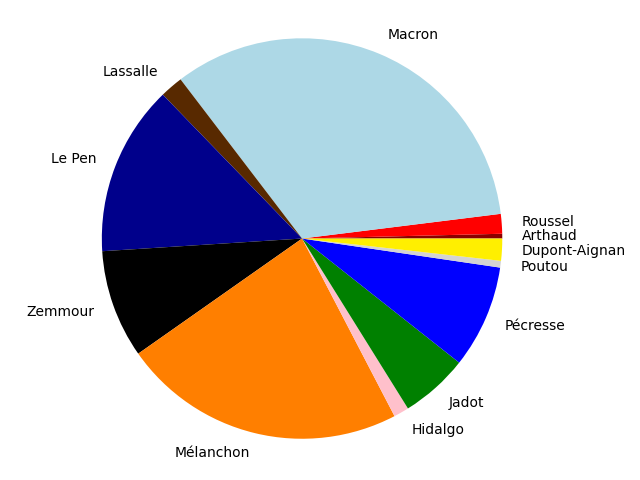 Macron
Lassalle
Le Pen
Roussel
Arthaud
Dupont-Aignan
Poutou
Zemmour
Pécresse
Jadot
Hidalgo
Mélanchon